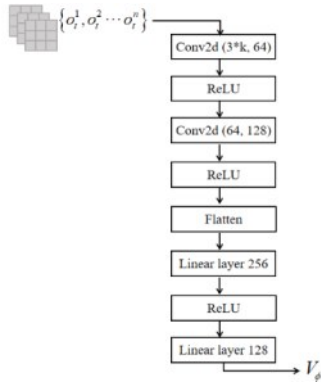 {o_t^1, o_t^2 ⋯ o_t^n}
Conv2d (3*k, 64)
ReLU
Conv2d (64, 128)
ReLU
Flatten
Linear layer 256
ReLU
Linear layer 128
V_ϕ